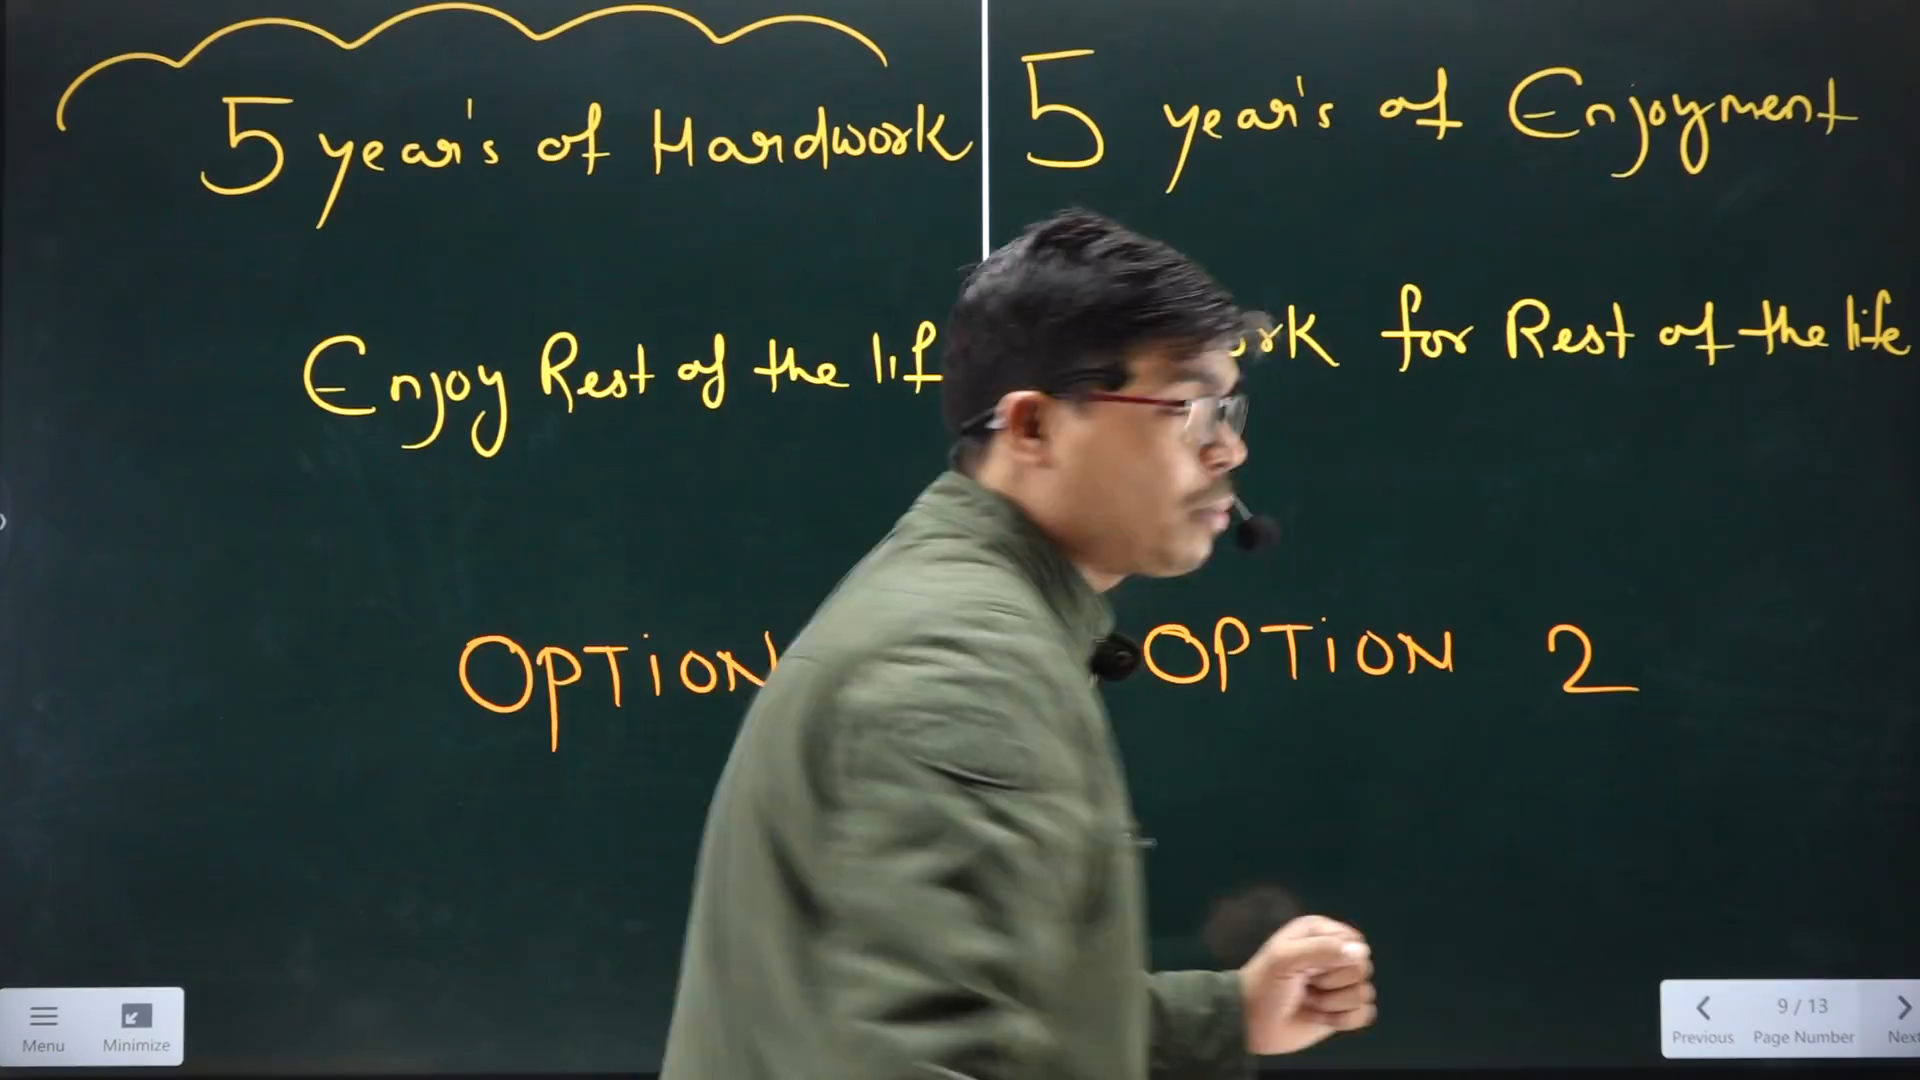 5 year's of Hardwork
Enjoy Rest of the
OPTiON
5 year's of Enjoyment
for Rest of the life
OPTiON 2
Menu
Minimize
Previous
9 / 13
Page Number
Next